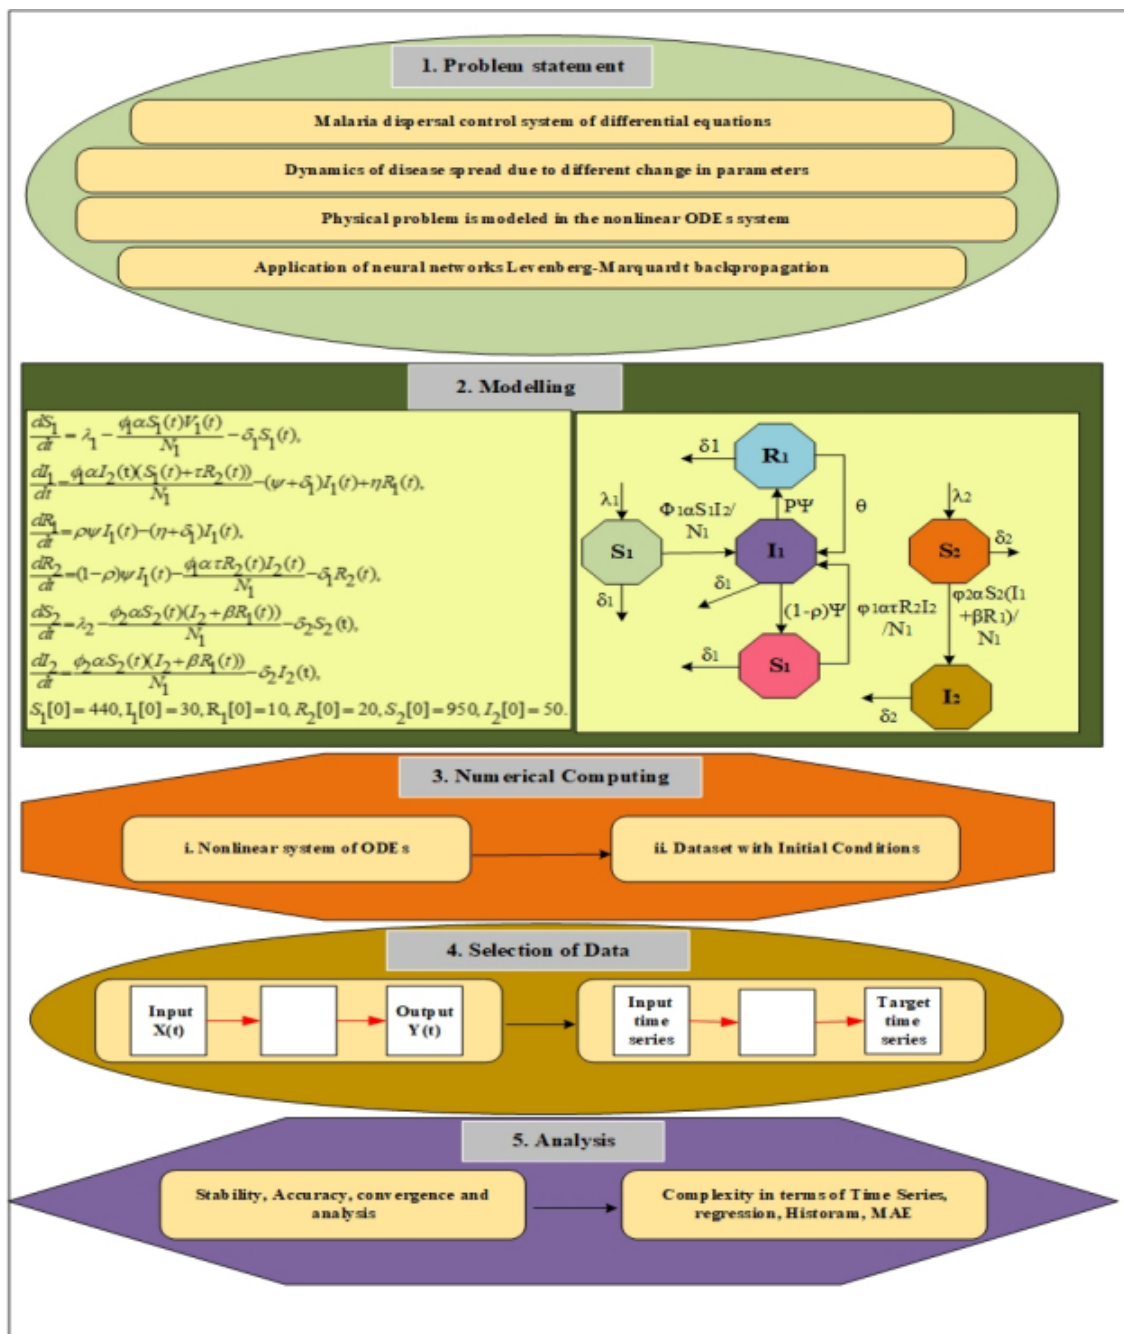 1. Problem statement
Malaria dispersal control system of differential equations
Dynamics of disease spread due to different change in parameters
Physical problem is modeled in the nonlinear ODEs system
Application of neural networks Levenberg-Marquardt backpropagation
2. Modelling
dS₁/dt = λ₁ − ϕ₁αS₁(t)V₁(t)/N₁ − δ₁S₁(t),
dI₁/dt = ϕ₁αI₂(t)(S₁(t)+τR₂(t))/N₁ − (ψ+δ₁)I₁(t)+ηR₁(t),
dR₁/dt = ρψI₁(t)−(η+δ₁)I₁(t),
dR₂/dt = (1−ρ)ψI₁(t)− ϕ₁ατR₂(t)I₂(t)/N₁ − δ₁R₂(t),
dS₂/dt = λ₂ − ϕ₂αS₂(t)(I₂+βR₁(t))/N₁ − δ₂S₂(t),
dI₂/dt = ϕ₂αS₂(t)(I₂+βR₁(t))/N₁ − δ₂I₂(t),
S₁[0]=440, I₁[0]=30, R₁[0]=10, R₂[0]=20, S₂[0]=950, I₂[0]=50.
δ1
R₁
λ₁
Φ₁αS₁I₂/
N₁
PΨ
θ
λ₂
S₁
I₁
S₂
δ₂
δ₁
δ₁
(1-ρ)Ψ
φ₁ατR₂I₂
/N₁
φ₂αS₂(I₁
+βR₁)/
N₁
δ₁
S₁
δ₂
I₂
3. Numerical Computing
i. Nonlinear system of ODEs
ii. Dataset with Initial Conditions
4. Selection of Data
Input
X(t)
Output
Y(t)
Input
time
series
Target
time
series
5. Analysis
Stability, Accuracy, convergence and
analysis
Complexity in terms of Time Series,
regression, Historam, MAE